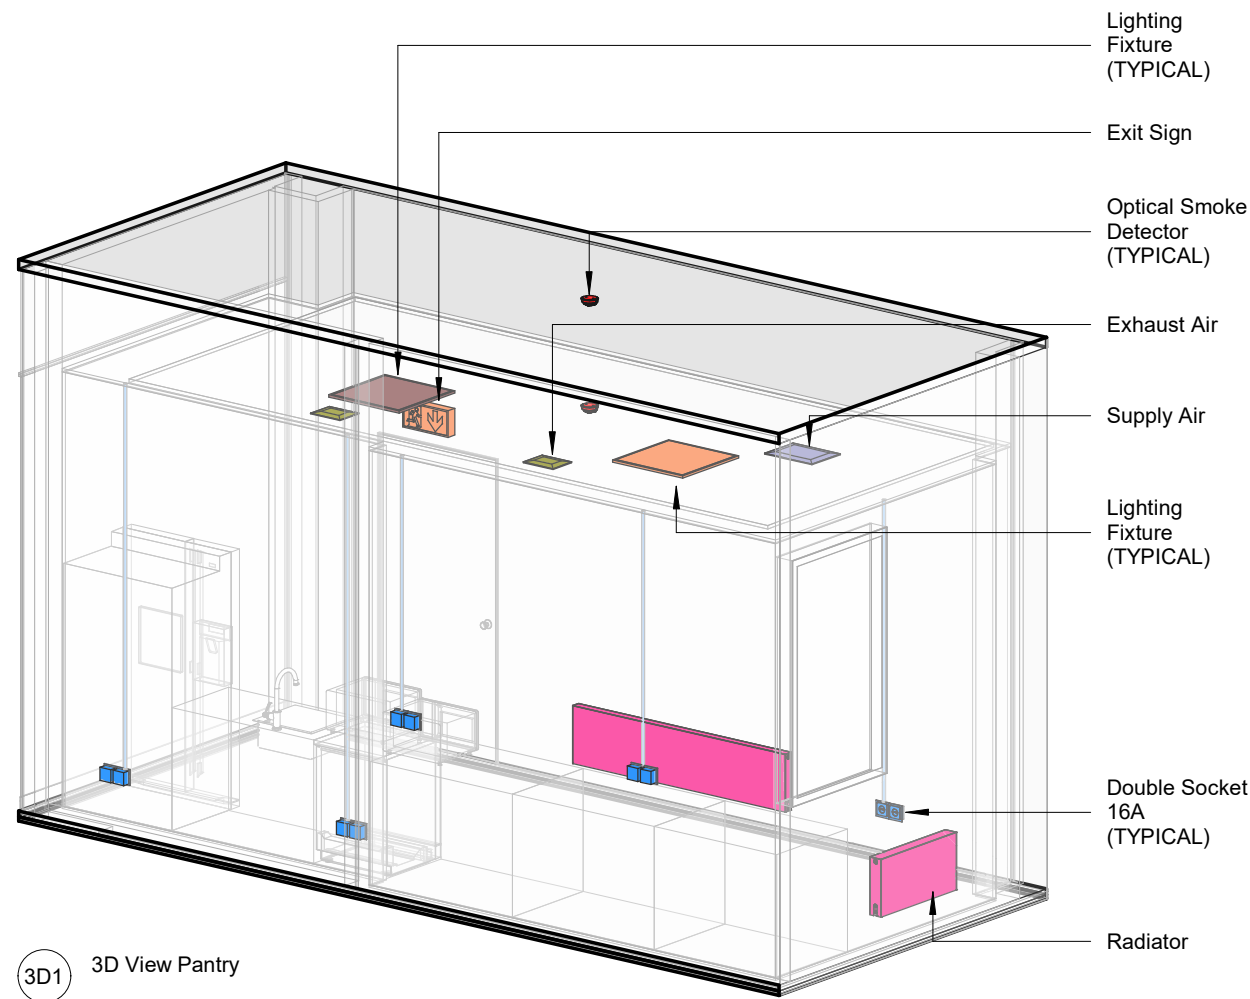 Lighting
Fixture
(TYPICAL)
Exit Sign
Optical Smoke
Detector
(TYPICAL)
Exhaust Air
Supply Air
Lighting
Fixture
(TYPICAL)
Double Socket
16A
(TYPICAL)
Radiator
3D1
3D View Pantry